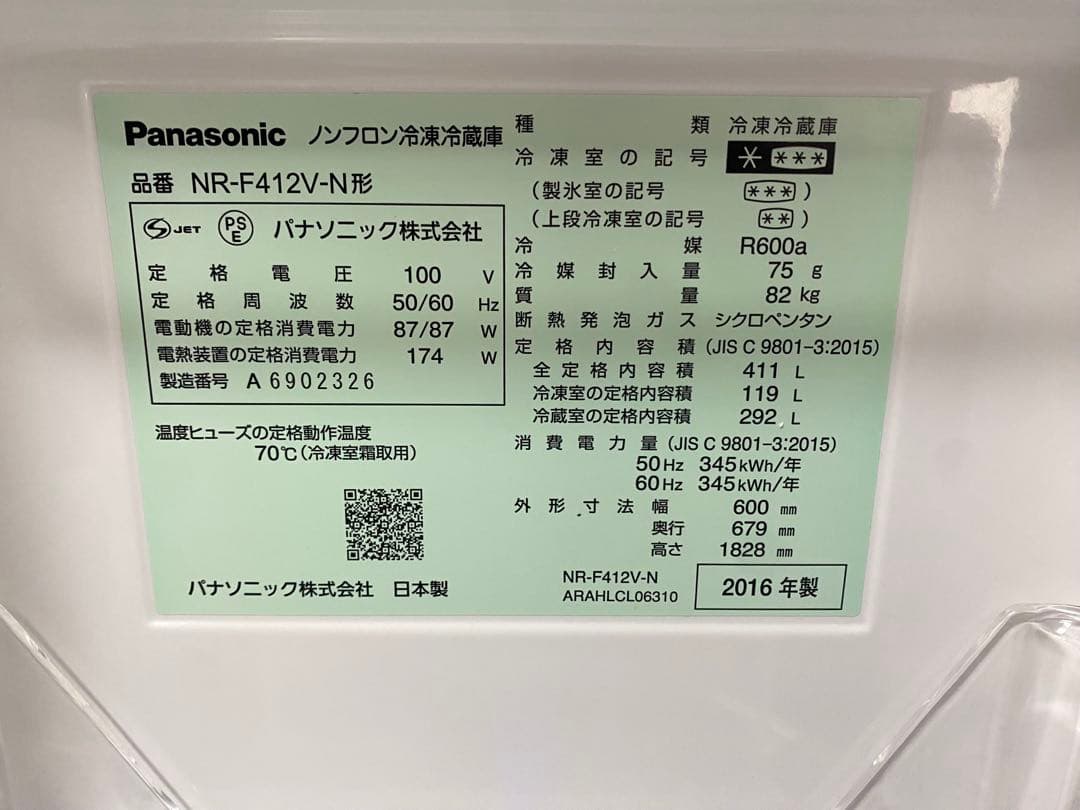 Panasonic ノンフロン冷凍冷蔵庫
品番 NR-F412V-N形
S JET PSE パナソニック株式会社
定格電圧 100 V
定格周波数 50/60 Hz
電動機の定格消費電力 87/87 W
電熱装置の定格消費電力 174 W
製造番号 A 6902326
温度ヒューズの定格動作温度
70℃(冷凍室霜取用)
パナソニック株式会社 日本製
種類 冷凍冷蔵庫
冷凍室の記号 * ***
(製氷室の記号 ***)
(上段冷凍室の記号 **)
冷媒 R600a
冷媒封入量 75 g
質量 82 kg
断熱発泡ガス シクロペンタン
定格内容積 (JIS C 9801-3:2015)
全定格内容積 411 L
冷凍室の定格内容積 119 L
冷蔵室の定格内容積 292 L
消費電力量 (JIS C 9801-3:2015)
50Hz 345kWh/年
60Hz 345kWh/年
外形寸法幅 600 mm
奥行 679 mm
高さ 1828 mm
NR-F412V-N
ARAHLCL06310
2016年製